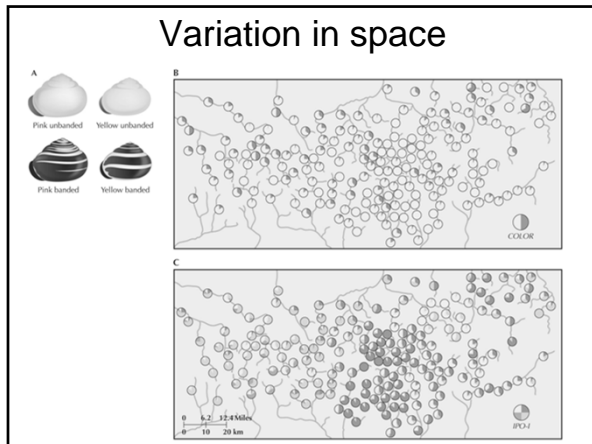 Variation in space
A
Pink unbanded Yellow unbanded
Pink banded Yellow banded
B
COLOR
C
0 6.2 12.4 Miles
0 10 20 km
IPO-1